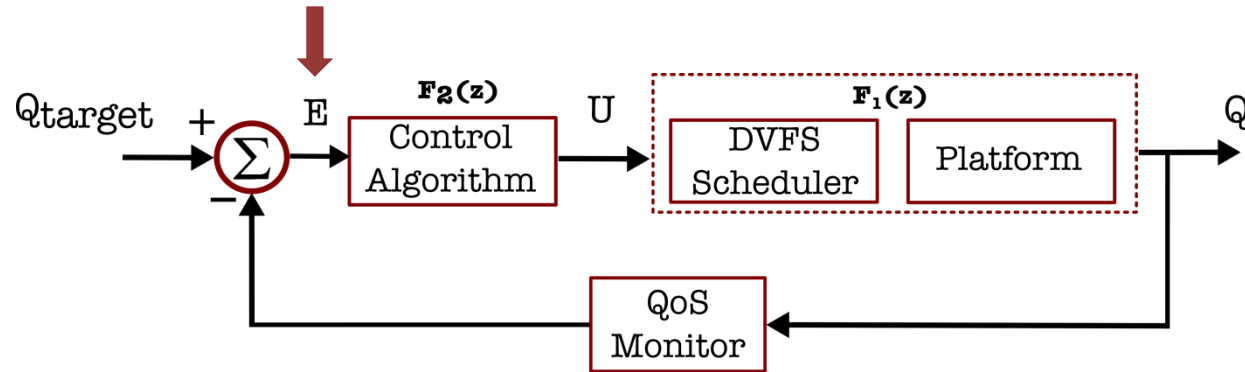 Qtarget
+
−
Σ
E
F2(z)
Control
Algorithm
U
F₁(z)
DVFS
Scheduler
Platform
Q
QoS
Monitor